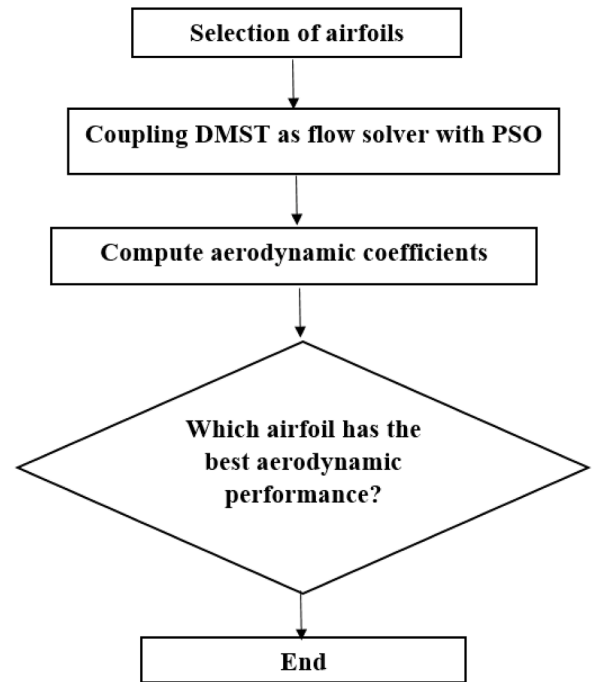 Selection of airfoils
Coupling DMST as flow solver with PSO
Compute aerodynamic coefficients
Which airfoil has the
best aerodynamic
performance?
End